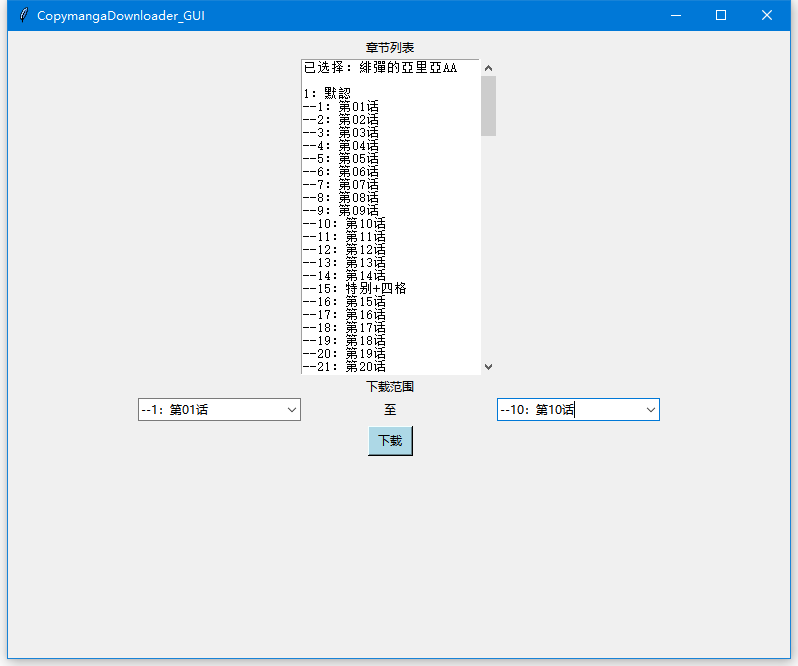 CopymangaDownloader_GUI
章节列表
已选择: 緋彈的亞里亞AA
1: 默認
--1: 第01话
--2: 第02话
--3: 第03话
--4: 第04话
--5: 第05话
--6: 第06话
--7: 第07话
--8: 第08话
--9: 第09话
--10: 第10话
--11: 第11话
--12: 第12话
--13: 第13话
--14: 第14话
--15: 特别+四格
--16: 第15话
--17: 第16话
--18: 第17话
--19: 第18话
--20: 第19话
--21: 第20话
下载范围
--1: 第01话 至 --10: 第10话
下载